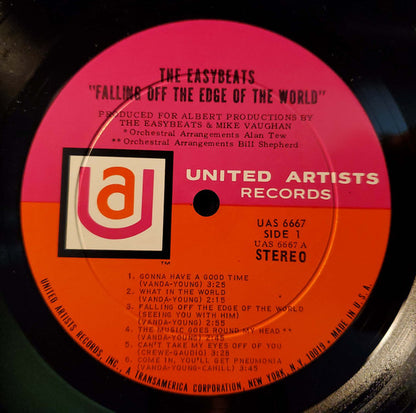 THE EASYBEATS
"FALLING OFF THE EDGE OF THE WORLD"
PRODUCED FOR ALBERT PRODUCTIONS BY
THE EASYBEATS & MIKE VAUGHAN
*Orchestral Arrangements Alan Tew
**Orchestral Arrangements Bill Shepherd
ua
UNITED ARTISTS
RECORDS
UAS 6667
SIDE 1
UAS 6667 A
STEREO
TM
1. GONNA HAVE A GOOD TIME
(VANDA-YOUNG) 3:25
2. WHAT IN THE WORLD
(VANDA-YOUNG) 2:15
3. FALLING OFF THE EDGE OF THE WORLD
(SEEING YOU WITH HIM)
(VANDA-YOUNG) 2:55
4. THE MUSIC GOES ROUND MY HEAD**
(VANDA-YOUNG) 2:45
5. CAN'T TAKE MY EYES OFF OF YOU
(CREWE-GAUDIO) 3:28
6. COME IN, YOU'LL GET PNEUMONIA*
(VANDA-YOUNG-CAHILL) 3:35
UNITED ARTISTS RECORDS, INC., A TRANSAMERICA CORPORATION, NEW YORK, N.Y. 10019 • MADE IN U.S.A.